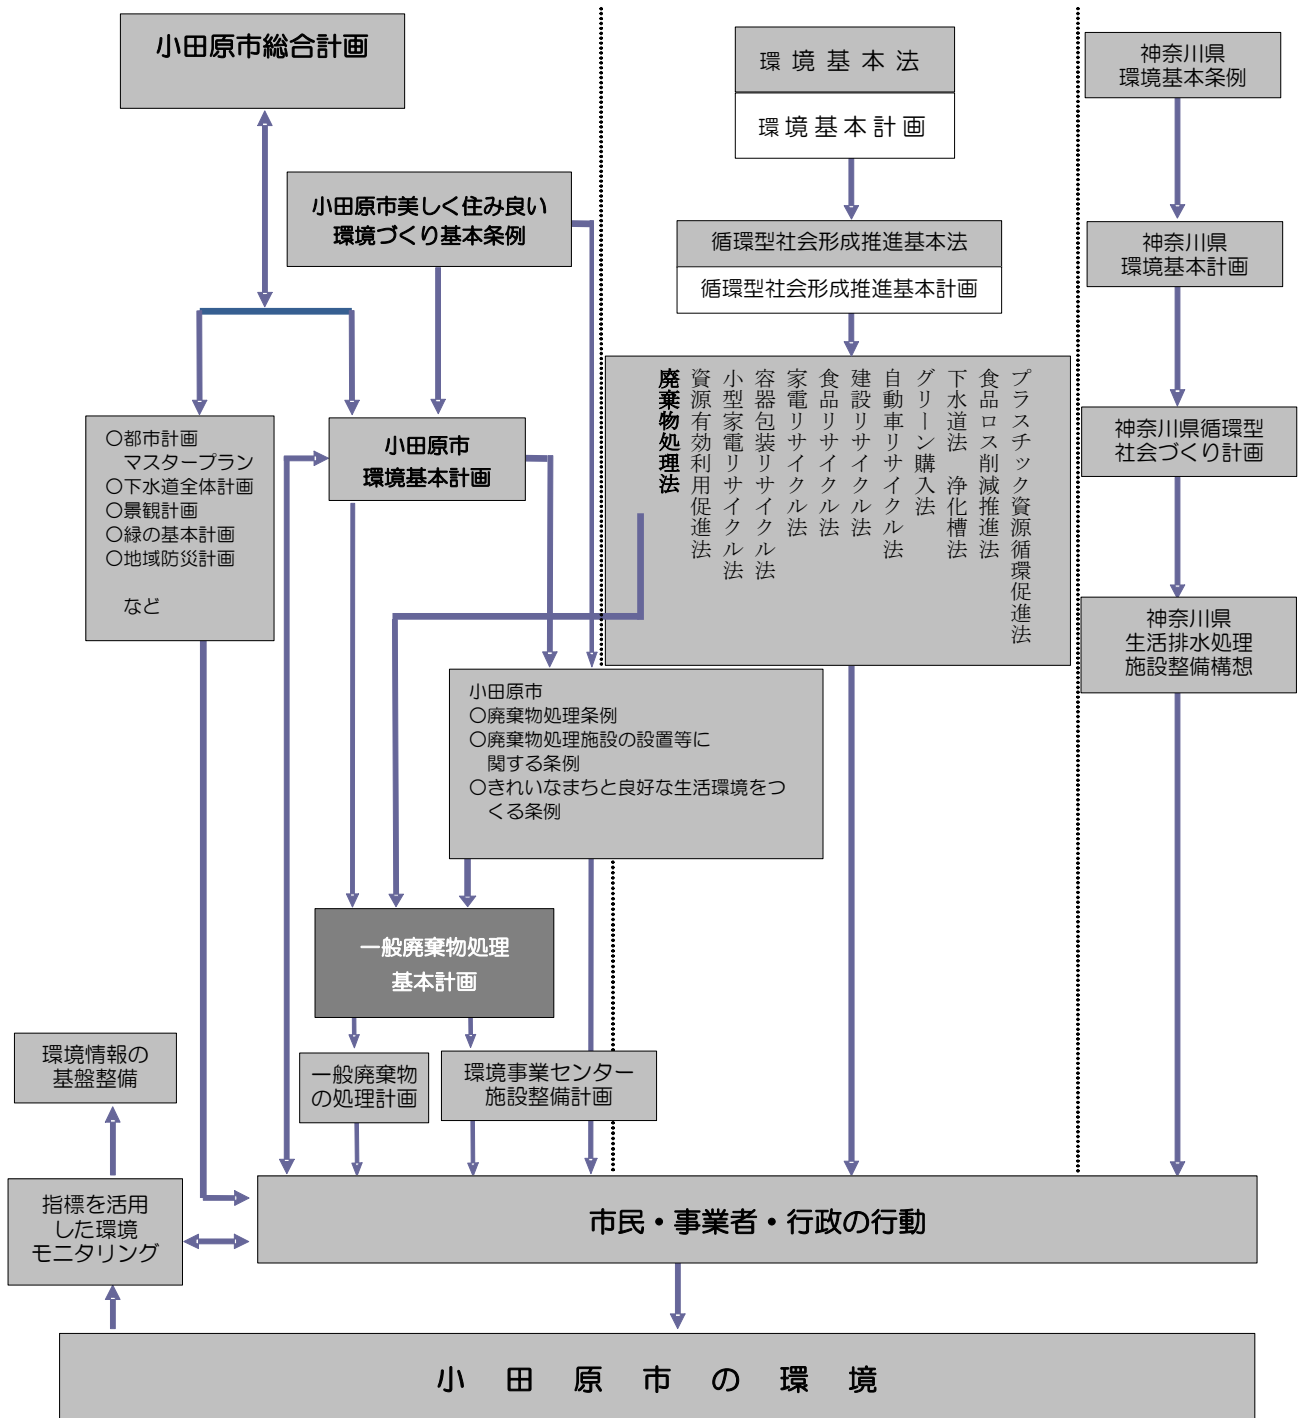 小田原市総合計画
環境基本法
環境基本計画
神奈川県
環境基本条例
小田原市美しく住み良い
環境づくり基本条例
循環型社会形成推進基本法
循環型社会形成推進基本計画
神奈川県
環境基本計画
プラスチック資源循環促進法
食品ロス削減推進法
下水道法　浄化槽法
グリーン購入法
自動車リサイクル法
建設リサイクル法
食品リサイクル法
家電リサイクル法
容器包装リサイクル法
小型家電リサイクル法
資源有効利用促進法
廃棄物処理法
○都市計画
マスタープラン
○下水道全体計画
○景観計画
○緑の基本計画
○地域防災計画
など
小田原市
環境基本計画
神奈川県循環型
社会づくり計画
神奈川県
生活排水処理
施設整備構想
小田原市
○廃棄物処理条例
○廃棄物処理施設の設置等に
関する条例
○きれいなまちと良好な生活環境をつ
くる条例
一般廃棄物処理
基本計画
環境情報の
基盤整備
一般廃棄物
の処理計画
環境事業センター
施設整備計画
指標を活用
した環境
モニタリング
市民・事業者・行政の行動
小田原市の環境